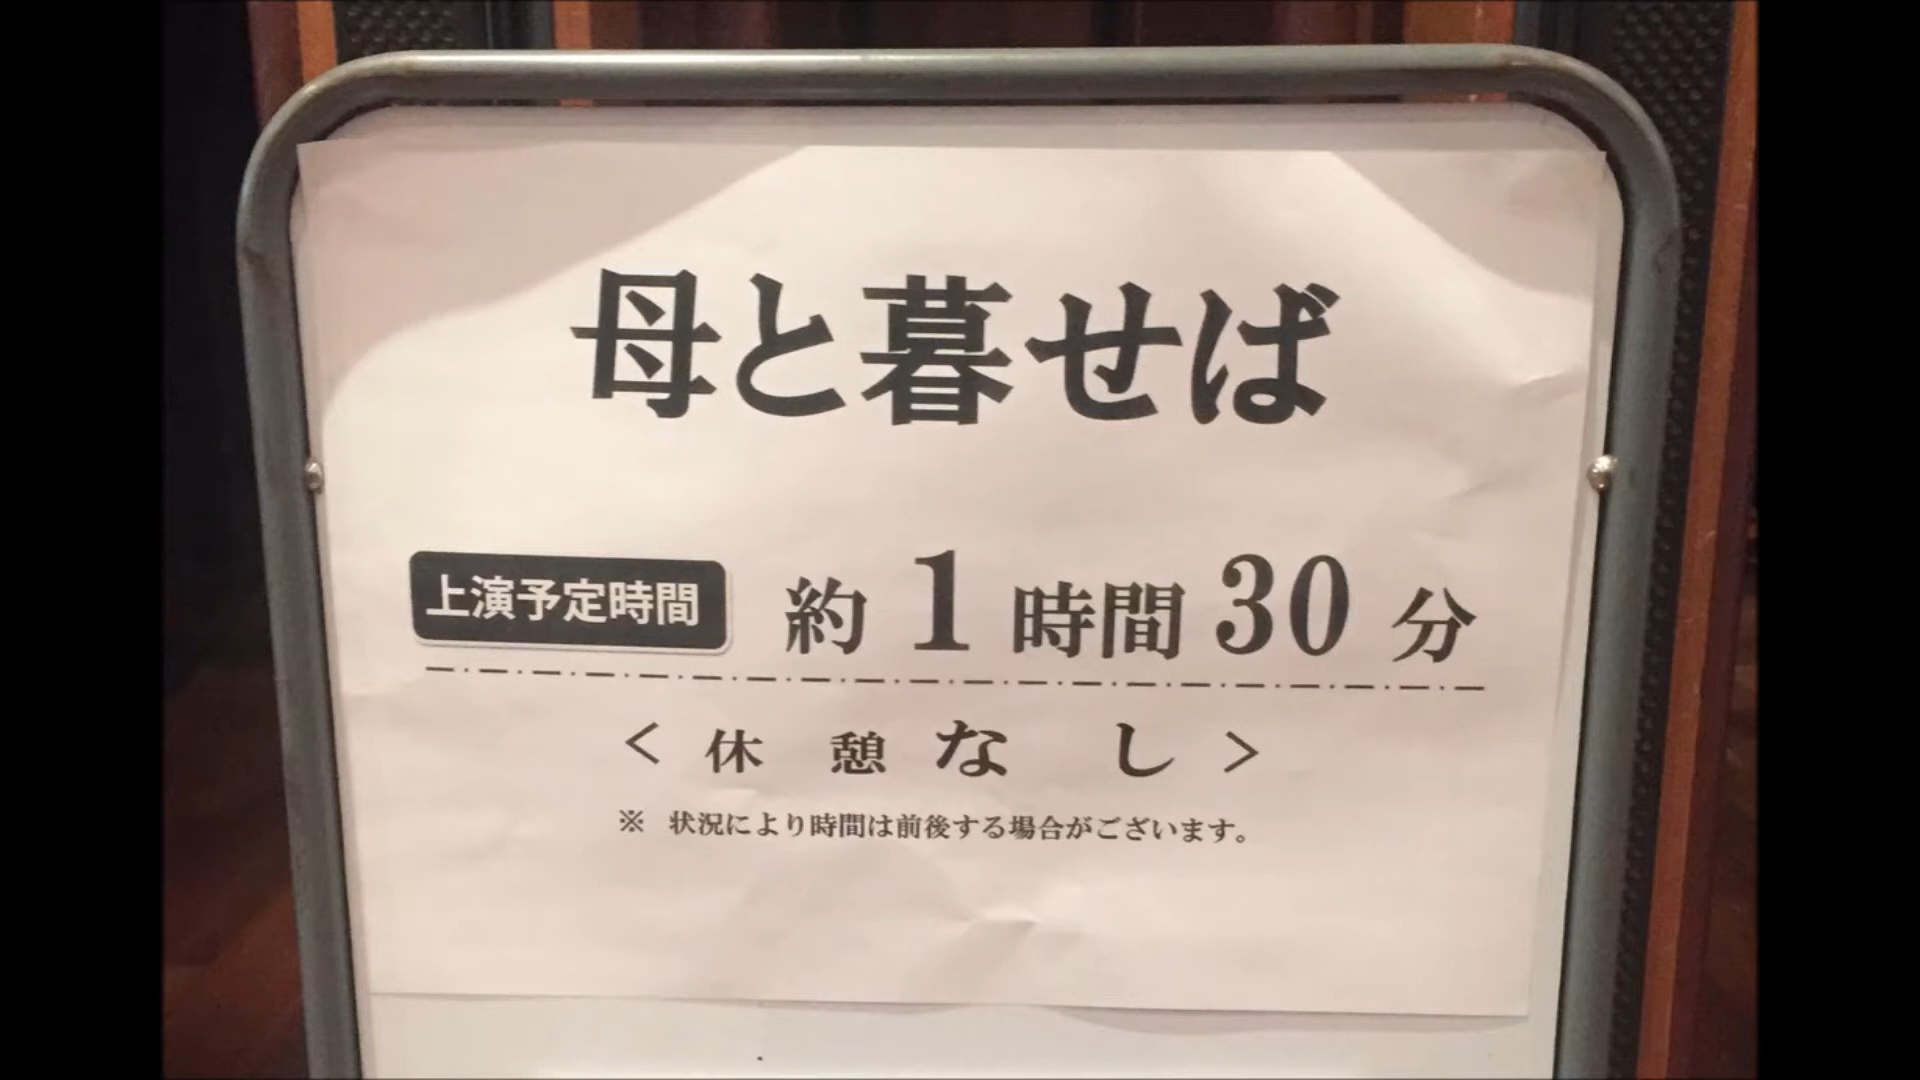 母と暮せば
上演予定時間 約1時間30分
<休憩なし>
※ 状況により時間は前後する場合がございます。